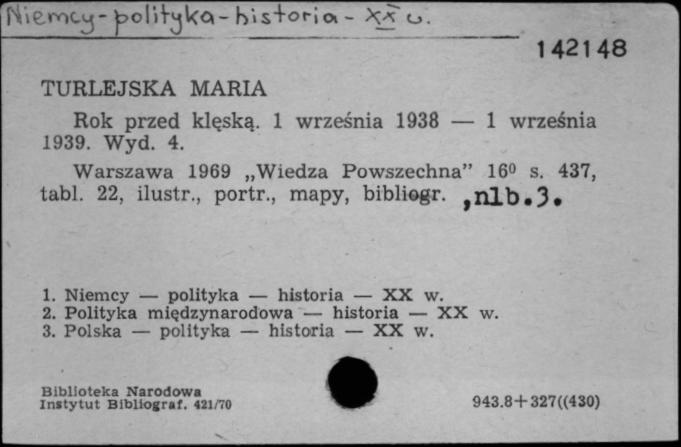 Niemcy - polityka - historia - XX w.
142148
TURLEJSKA MARIA
Rok przed klęską. 1 września 1938 — 1 września
1939. Wyd. 4.
Warszawa 1969 „Wiedza Powszechna” 16⁰ s. 437,
tabl. 22, ilustr., portr., mapy, bibliogr. ,nlb.3.
1. Niemcy — polityka — historia — XX w.
2. Polityka międzynarodowa — historia — XX w.
3. Polska — polityka — historia — XX w.
Biblioteka Narodowa
Instytut Bibliograf. 421/70
943.8+327((430)